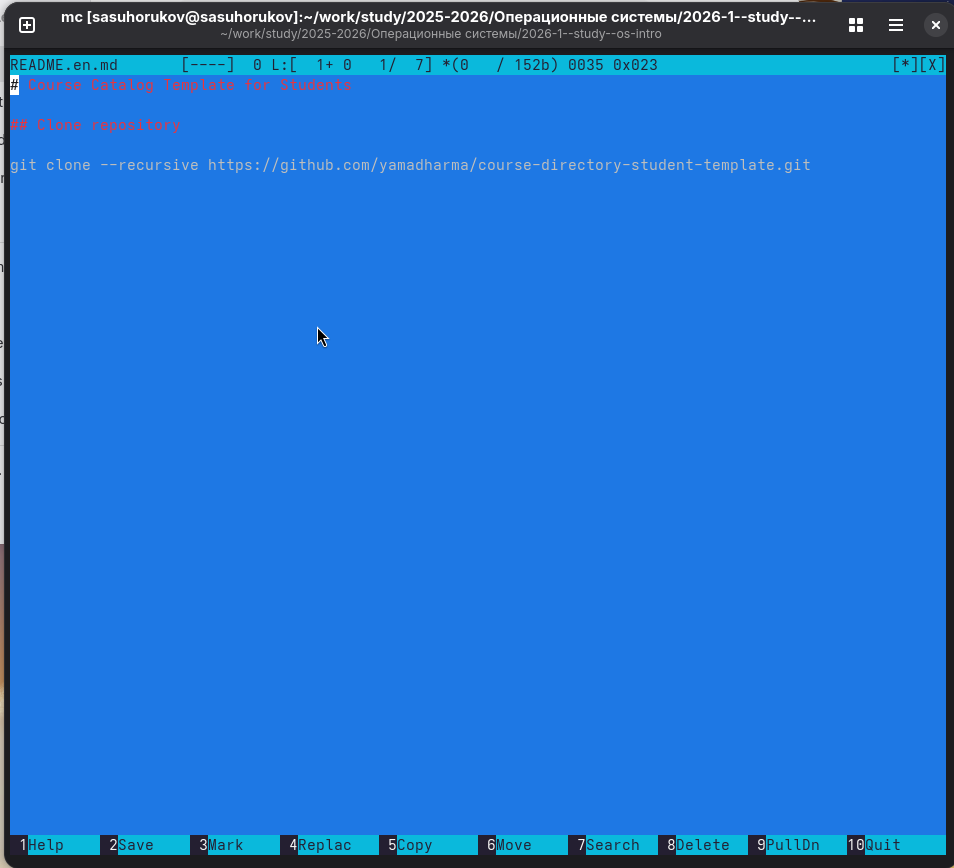 mc [sasuhorukov@sasuhorukov]:~/work/study/2025-2026/Операционные системы/2026-1--study--...
~/work/study/2025-2026/Операционные системы/2026-1--study--os-intro
README.en.md [----] 0 L:[ 1+ 0 1/ 7] *(0 / 152b) 0035 0x023 [*][X]
# Course Catalog Template for Students
## Clone repository
git clone --recursive https://github.com/yamadharma/course-directory-student-template.git
1Help 2Save 3Mark 4Replac 5Copy 6Move 7Search 8Delete 9PullDn 10Quit